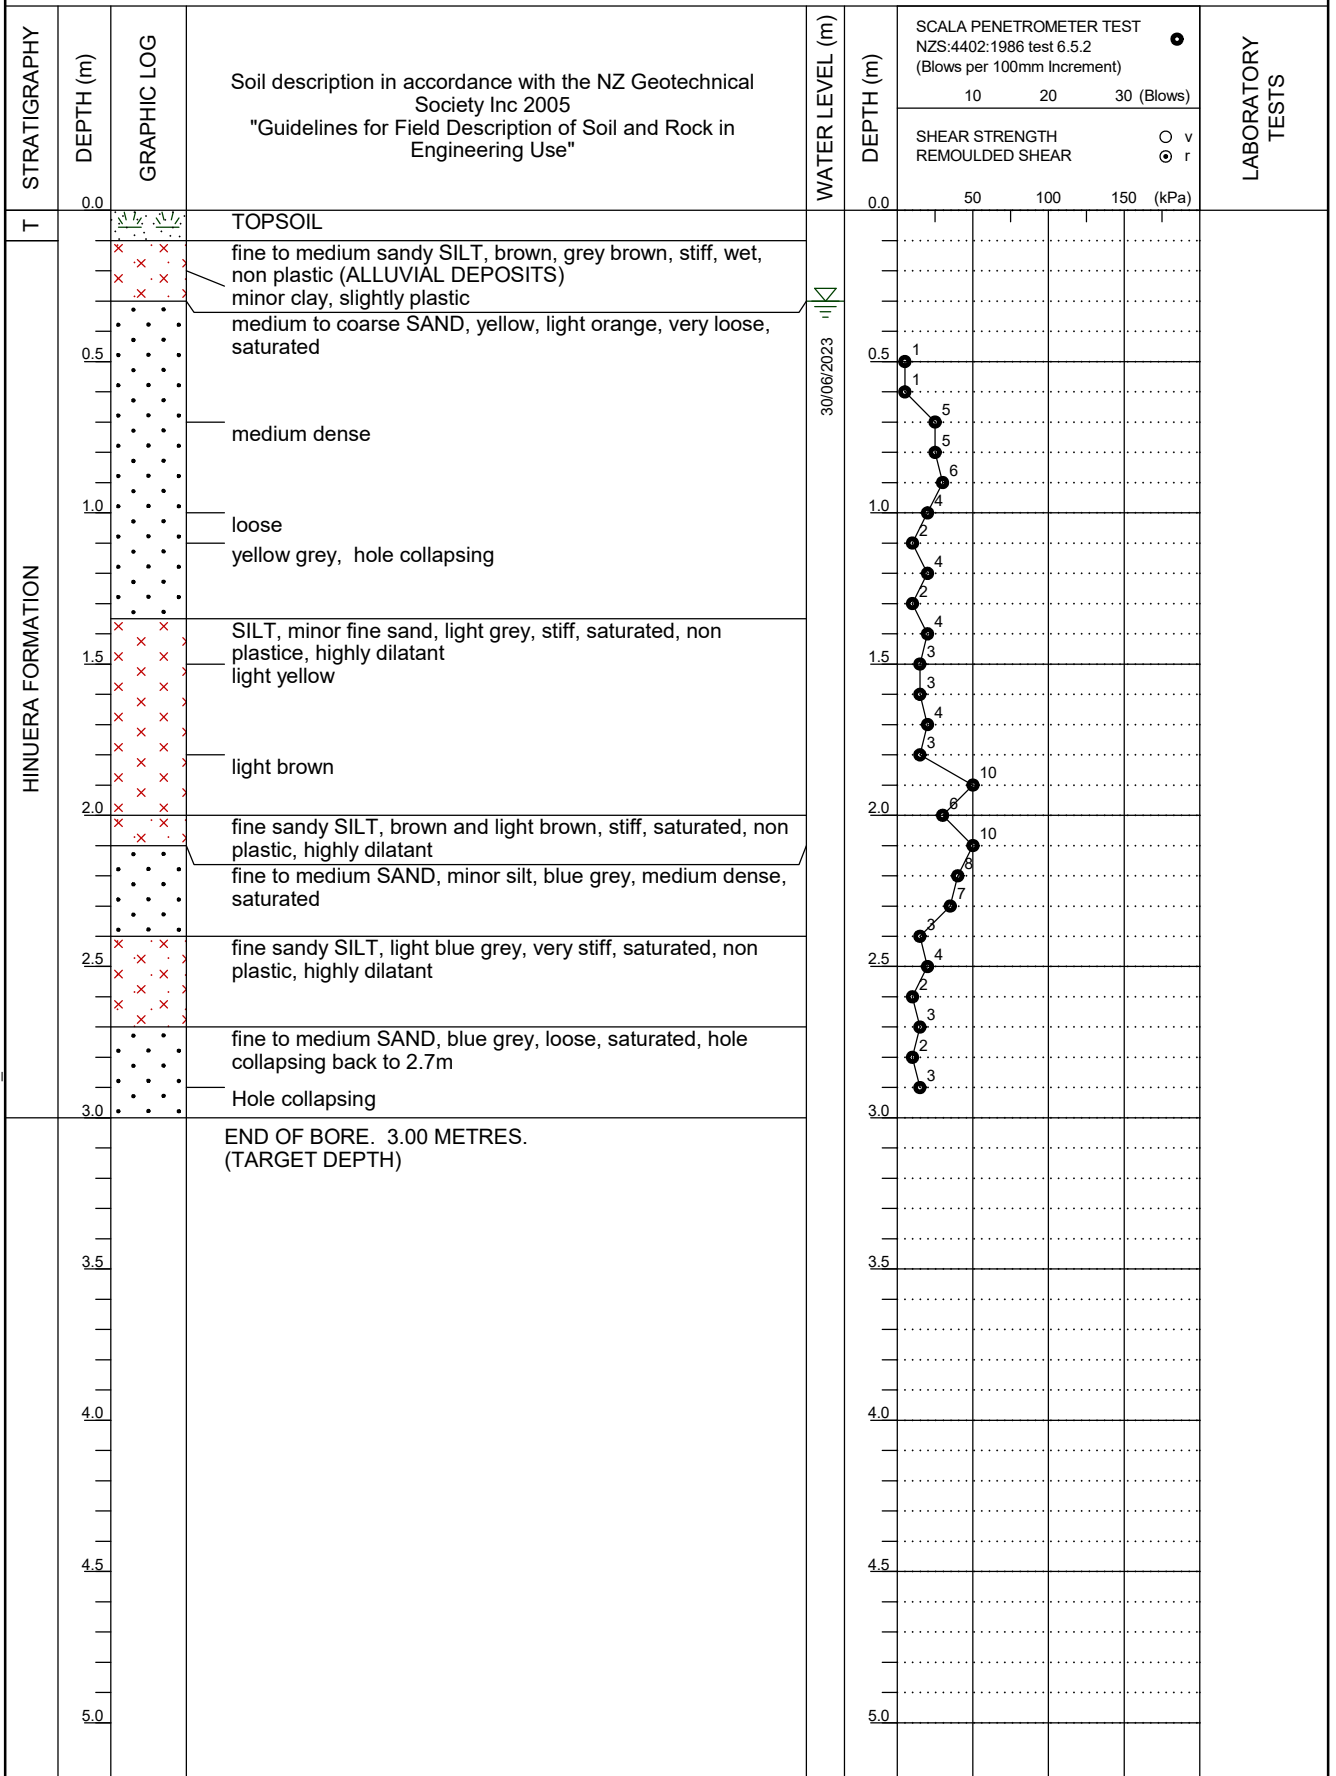 STRATIGRAPHY
DEPTH (m)
GRAPHIC LOG
Soil description in accordance with the NZ Geotechnical
Society Inc 2005
"Guidelines for Field Description of Soil and Rock in
Engineering Use"
WATER LEVEL (m)
DEPTH (m)
SCALA PENETROMETER TEST
NZS:4402:1986 test 6.5.2
(Blows per 100mm Increment)
10 20 30 (Blows)
SHEAR STRENGTH v
REMOULDED SHEAR r
50 100 150 (kPa)
LABORATORY
TESTS
0.0 0.0
T
TOPSOIL
fine to medium sandy SILT, brown, grey brown, stiff, wet,
non plastic (ALLUVIAL DEPOSITS)
minor clay, slightly plastic
medium to coarse SAND, yellow, light orange, very loose,
saturated
30/06/2023
0.5 0.5 1
1
5
medium dense
5
6
1.0 1.0 4
loose
2
yellow grey, hole collapsing
4
2
HINUERA FORMATION
SILT, minor fine sand, light grey, stiff, saturated, non
plastice, highly dilatant
4
1.5 1.5 3
light yellow
3
4
3
light brown
10
2.0 2.0 6
fine sandy SILT, brown and light brown, stiff, saturated, non
plastic, highly dilatant
10
fine to medium SAND, minor silt, blue grey, medium dense,
saturated
8
7
3
fine sandy SILT, light blue grey, very stiff, saturated, non
plastic, highly dilatant
2.5 2.5 4
2
3
fine to medium SAND, blue grey, loose, saturated, hole
collapsing back to 2.7m
2
3
Hole collapsing
3.0 3.0
END OF BORE. 3.00 METRES.
(TARGET DEPTH)
3.5 3.5
4.0 4.0
4.5 4.5
5.0 5.0